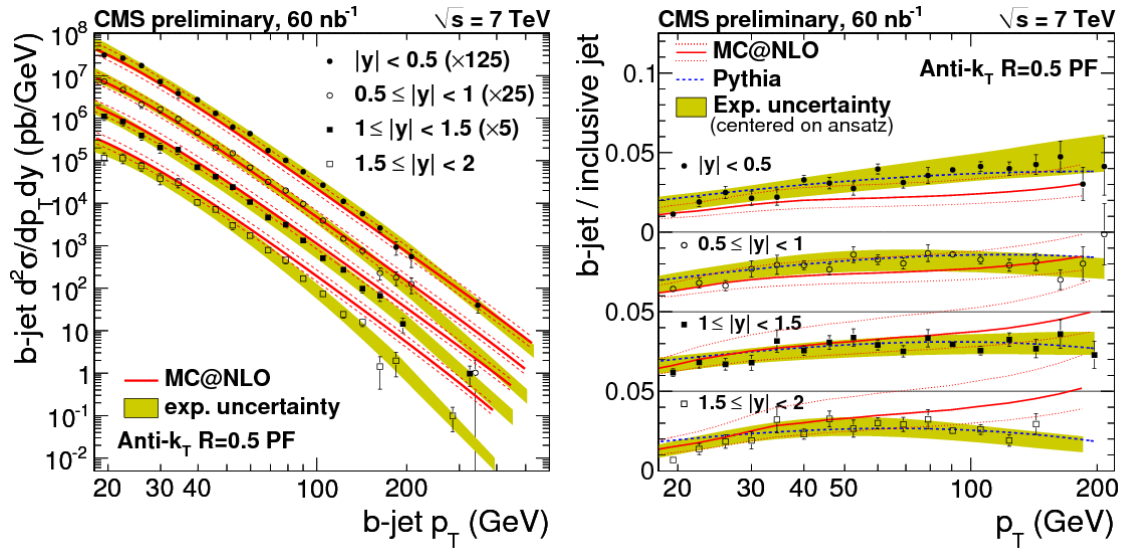 CMS preliminary, 60 nb⁻¹ √s = 7 TeV
b-jet d²σ/dp_T dy (pb/GeV)
10⁸
10⁷
10⁶
10⁵
10⁴
10³
10²
10
1
10⁻¹
10⁻²
|y| < 0.5 (×125)
0.5 ≤ |y| < 1 (×25)
1 ≤ |y| < 1.5 (×5)
1.5 ≤ |y| < 2
MC@NLO
exp. uncertainty
Anti-k_T R=0.5 PF
20 30 40 100 200
b-jet p_T (GeV)
CMS preliminary, 60 nb⁻¹ √s = 7 TeV
b-jet / inclusive jet
0.1
0.05
0
0.05
0.05
0
MC@NLO
Pythia
Exp. uncertainty
(centered on ansatz)
Anti-k_T R=0.5 PF
|y| < 0.5
0.5 ≤ |y| < 1
1 ≤ |y| < 1.5
1.5 ≤ |y| < 2
20 30 40 100 200
p_T (GeV)